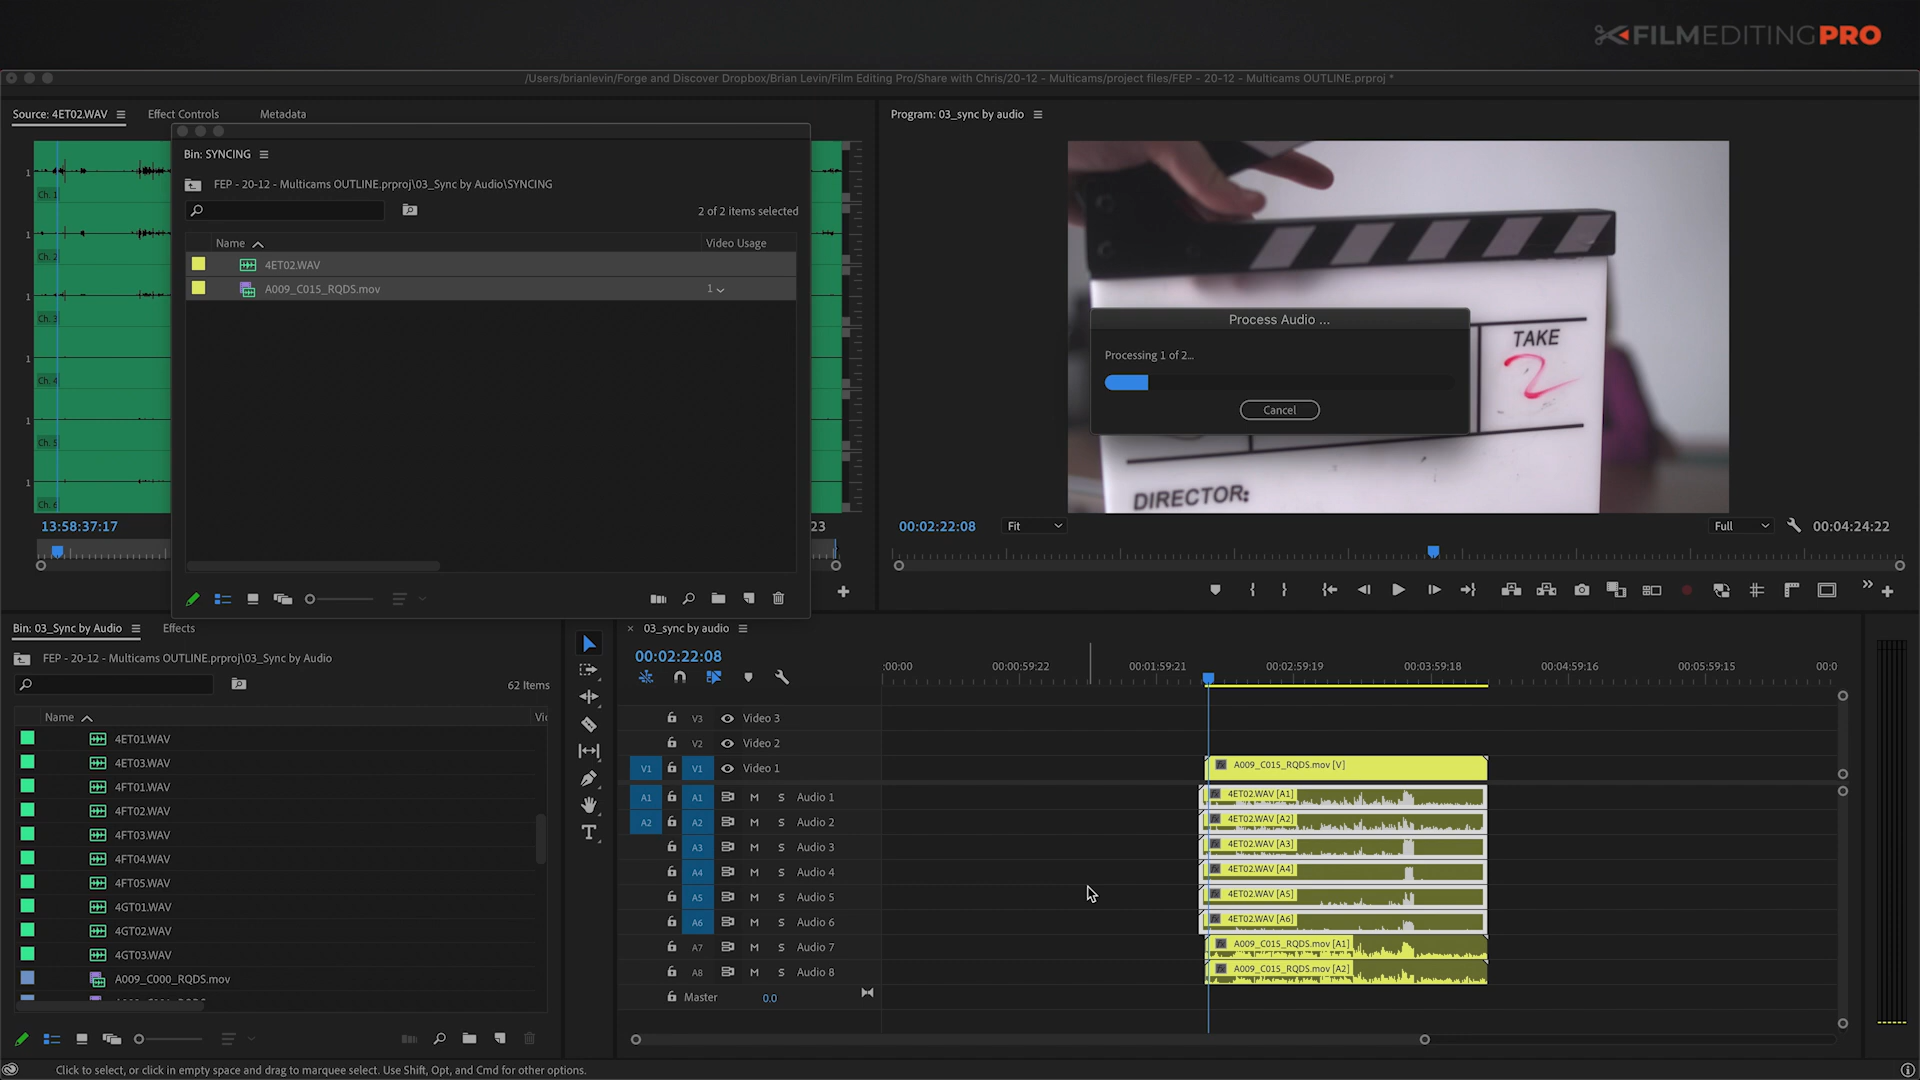 FILMEDITINGPRO
/Users/brianlevin/Forge and Discover Dropbox/Brian Levin/Film Editing Pro/Share with Chris/20-12 - Multicams/project files/FEP - 20-12 - Multicams OUTLINE.prproj *
Source: 4ET02.WAV
Effect Controls
Metadata
Program: 03_sync by audio
1
Ch. 1
1
Ch. 2
1
Ch. 3
1
Ch. 4
1
Ch. 5
1
Ch. 6
13:58:37:17
23
Bin: SYNCING
FEP - 20-12 - Multicams OUTLINE.prproj\03_Sync by Audio\SYNCING
2 of 2 items selected
Name
Video Usage
4ET02.WAV
A009_C015_RQDS.mov
1
TAKE
2
DIRECTOR:
Process Audio ...
Processing 1 of 2...
Cancel
00:02:22:08
Fit
Full
00:04:24:22
Bin: 03_Sync by Audio
Effects
FEP - 20-12 - Multicams OUTLINE.prproj\03_Sync by Audio
62 Items
Name
4ET01.WAV
4ET03.WAV
4FT01.WAV
4FT02.WAV
4FT03.WAV
4FT04.WAV
4FT05.WAV
4GT01.WAV
4GT02.WAV
4GT03.WAV
A009_C000_RQDS.mov
03_sync by audio
00:02:22:08
:00:00
00:00:59:22
00:01:59:21
00:02:59:19
00:03:59:18
00:04:59:16
00:05:59:15
00:0
V3 Video 3
V2 Video 2
V1 V1 Video 1
A009_C015_RQDS.mov [V]
A1 A1 M S Audio 1
4ET02.WAV [A1]
A2 A2 M S Audio 2
4ET02.WAV [A2]
A3 M S Audio 3
4ET02.WAV [A3]
A4 M S Audio 4
4ET02.WAV [A4]
A5 M S Audio 5
4ET02.WAV [A5]
A6 M S Audio 6
4ET02.WAV [A6]
A7 M S Audio 7
A009_C015_RQDS.mov [A1]
A8 M S Audio 8
A009_C015_RQDS.mov [A2]
Master
0.0
Click to select, or click in empty space and drag to marquee select. Use Shift, Opt, and Cmd for other options.